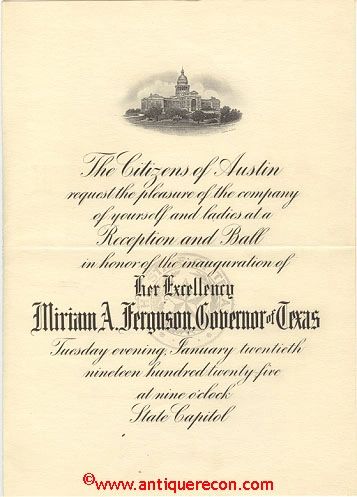 The Citizens of Austin
request the pleasure of the company
of yourself and ladies at a
Reception and Ball
in honor of the inauguration of
Her Excellency
Miriam A. Ferguson, Governor of Texas
Tuesday evening, January twentieth
nineteen hundred twenty-five
at nine o'clock
State Capitol
©www.antiquerecon.com